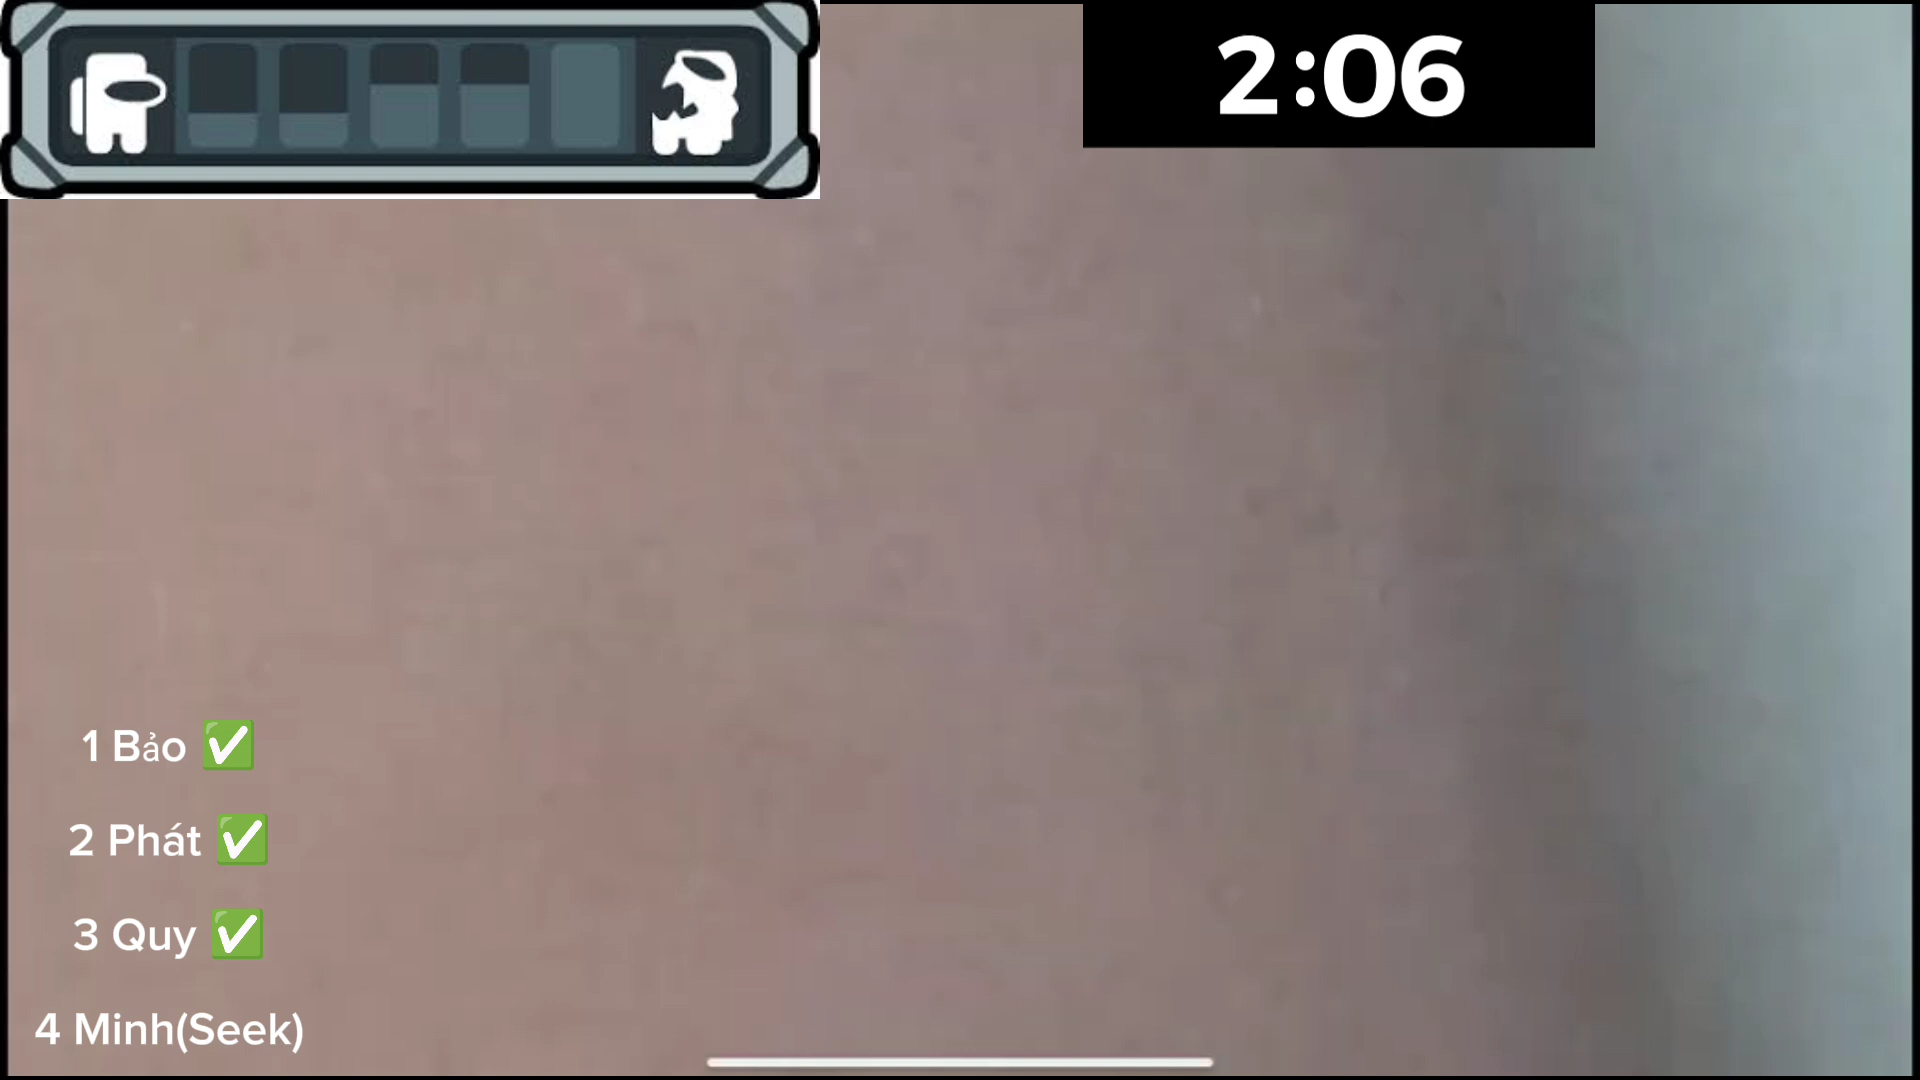 2:06
1 Bảo ✅
2 Phát ✅
3 Quy ✅
4 Minh(Seek)